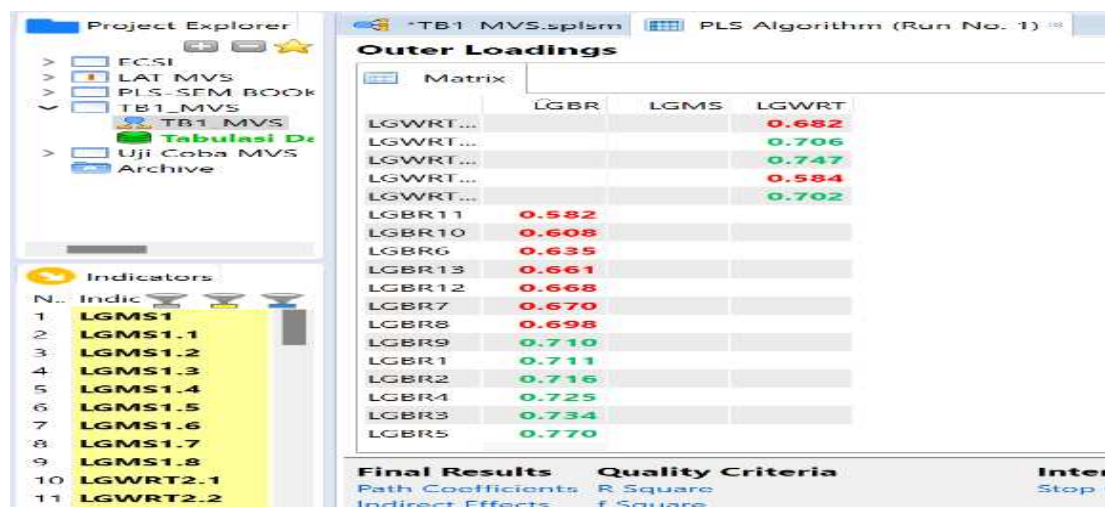 Project Explorer
ECSI
LAT MVS
PLS-SEM BOOK
TB1_MVS
TB1_MVS
Tabulasi Da
Uji Coba MVS
Archive
Indicators
N.. Indic
1 LGMS1
2 LGMS1.1
3 LGMS1.2
4 LGMS1.3
5 LGMS1.4
6 LGMS1.5
7 LGMS1.6
8 LGMS1.7
9 LGMS1.8
10 LGWRT2.1
11 LGWRT2.2
*TB1 MVS.splsm PLS Algorithm (Run No. 1)
Outer Loadings
Matrix
LGBR LGMS LGWRT
LGWRT... 0.682
LGWRT... 0.706
LGWRT... 0.747
LGWRT... 0.584
LGWRT... 0.702
LGBR11 0.582
LGBR10 0.608
LGBR6 0.635
LGBR13 0.661
LGBR12 0.668
LGBR7 0.670
LGBR8 0.698
LGBR9 0.710
LGBR1 0.711
LGBR2 0.716
LGBR4 0.725
LGBR3 0.734
LGBR5 0.770
Final Results Quality Criteria Inter
Path Coefficients R Square Stop
Indirect Effects f Square